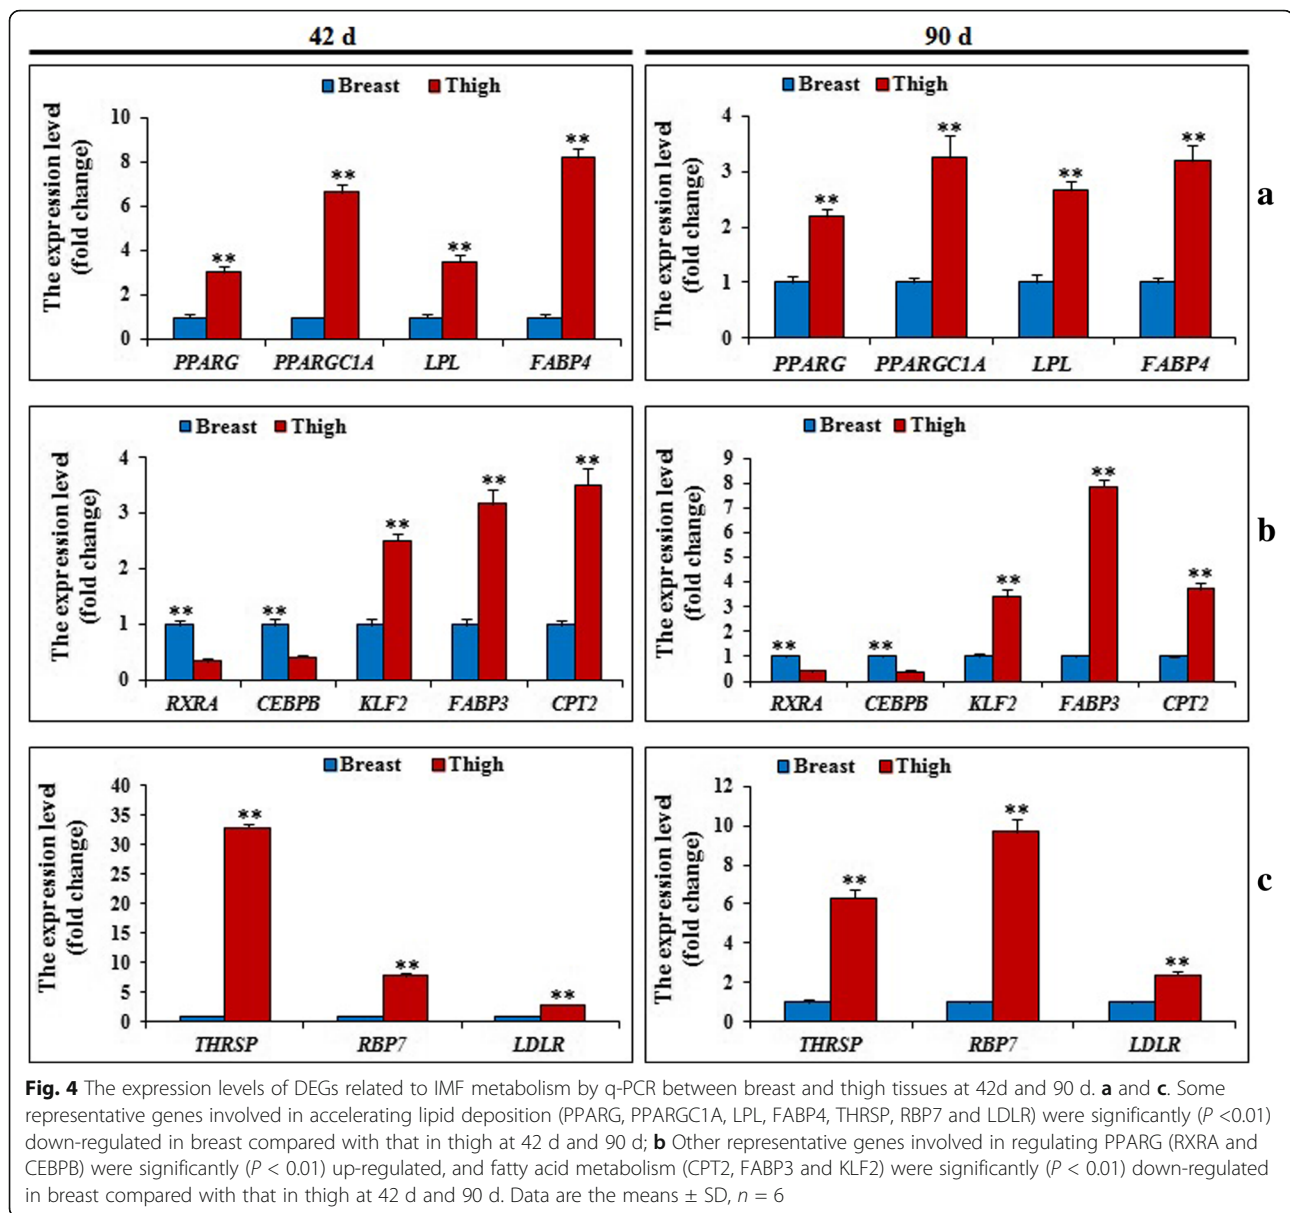 42 d
90 d
Breast Thigh
The expression level
(fold change)
10
8
6
4
2
0
** ** ** **
PPARG PPARGC1A LPL FABP4
Breast Thigh
The expression level
(fold change)
4
3
2
1
0
** ** ** **
PPARG PPARGC1A LPL FABP4
a
Breast Thigh
The expression level
(fold change)
4
3
2
1
0
** ** ** ** **
RXRA CEBPB KLF2 FABP3 CPT2
Breast Thigh
The expression level
(fold change)
9
8
7
6
5
4
3
2
1
0
** ** ** ** **
RXRA CEBPB KLF2 FABP3 CPT2
b
Breast Thigh
The expression level
(fold change)
40
35
30
25
20
15
10
5
0
** ** **
THRSP RBP7 LDLR
Breast Thigh
The expression level
(fold change)
12
10
8
6
4
2
0
** ** **
THRSP RBP7 LDLR
c
Fig. 4 The expression levels of DEGs related to IMF metabolism by q-PCR between breast and thigh tissues at 42d and 90 d. a and c. Some
representative genes involved in accelerating lipid deposition (PPARG, PPARGC1A, LPL, FABP4, THRSP, RBP7 and LDLR) were significantly (P <0.01)
down-regulated in breast compared with that in thigh at 42 d and 90 d; b Other representative genes involved in regulating PPARG (RXRA and
CEBPB) were significantly (P < 0.01) up-regulated, and fatty acid metabolism (CPT2, FABP3 and KLF2) were significantly (P < 0.01) down-regulated
in breast compared with that in thigh at 42 d and 90 d. Data are the means ± SD, n = 6